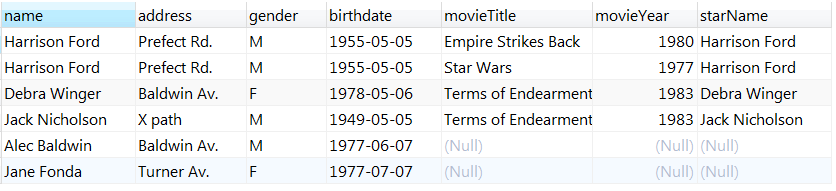 name address gender birthdate movieTitle movieYear starName
Harrison Ford Prefect Rd. M 1955-05-05 Empire Strikes Back 1980 Harrison Ford
Harrison Ford Prefect Rd. M 1955-05-05 Star Wars 1977 Harrison Ford
Debra Winger Baldwin Av. F 1978-05-06 Terms of Endearment 1983 Debra Winger
Jack Nicholson X path M 1949-05-05 Terms of Endearment 1983 Jack Nicholson
Alec Baldwin Baldwin Av. M 1977-06-07 (Null) (Null) (Null)
Jane Fonda Turner Av. F 1977-07-07 (Null) (Null) (Null)